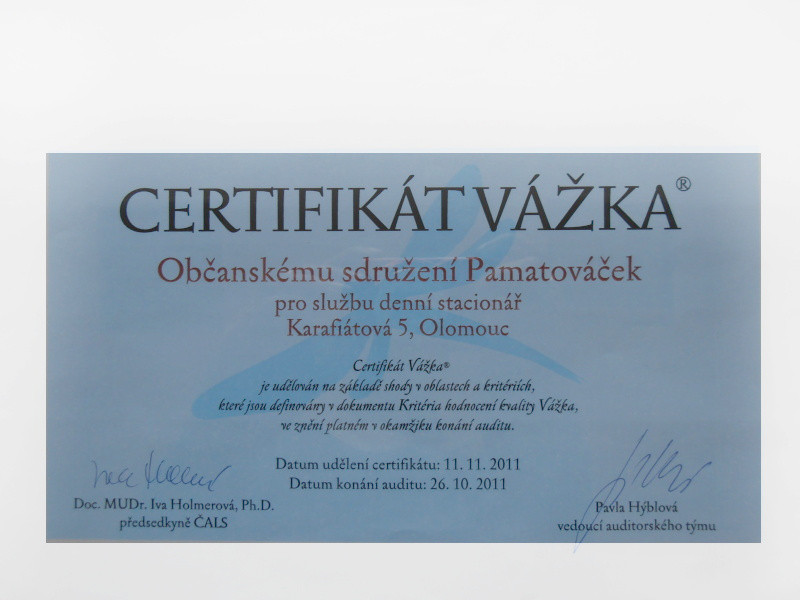 CERTIFIKÁT VÁŽKA®
Občanskému sdružení Pamatováček
pro službu denní stacionář
Karafiátová 5, Olomouc
Certifikát Vážka®
je udělován na základě shody v oblastech a kritériích,
které jsou definovány v dokumentu Kritéria hodnocení kvality Vážka,
ve znění platném v okamžiku konání auditu.
Datum udělení certifikátu: 11. 11. 2011
Datum konání auditu: 26. 10. 2011
Doc. MUDr. Iva Holmerová, Ph.D.
předsedkyně ČALS
Pavla Hýblová
vedoucí auditorského týmu